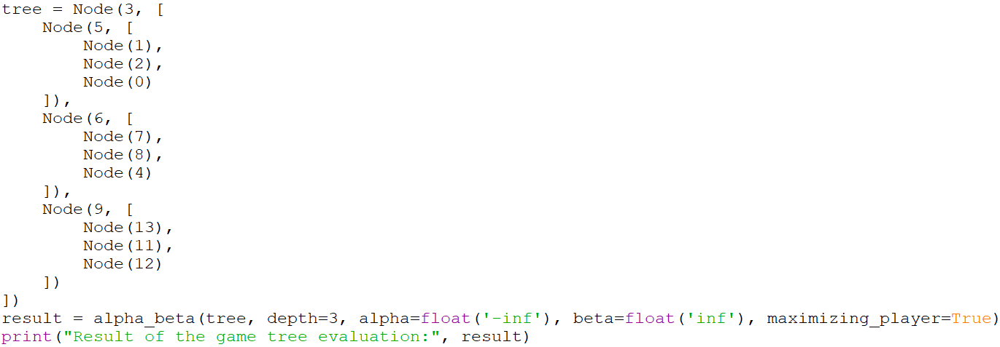 tree = Node(3, [
    Node(5, [
        Node(1),
        Node(2),
        Node(0)
    ]),
    Node(6, [
        Node(7),
        Node(8),
        Node(4)
    ]),
    Node(9, [
        Node(13),
        Node(11),
        Node(12)
    ])
])
result = alpha_beta(tree, depth=3, alpha=float('-inf'), beta=float('inf'), maximizing_player=True)
print("Result of the game tree evaluation:", result)